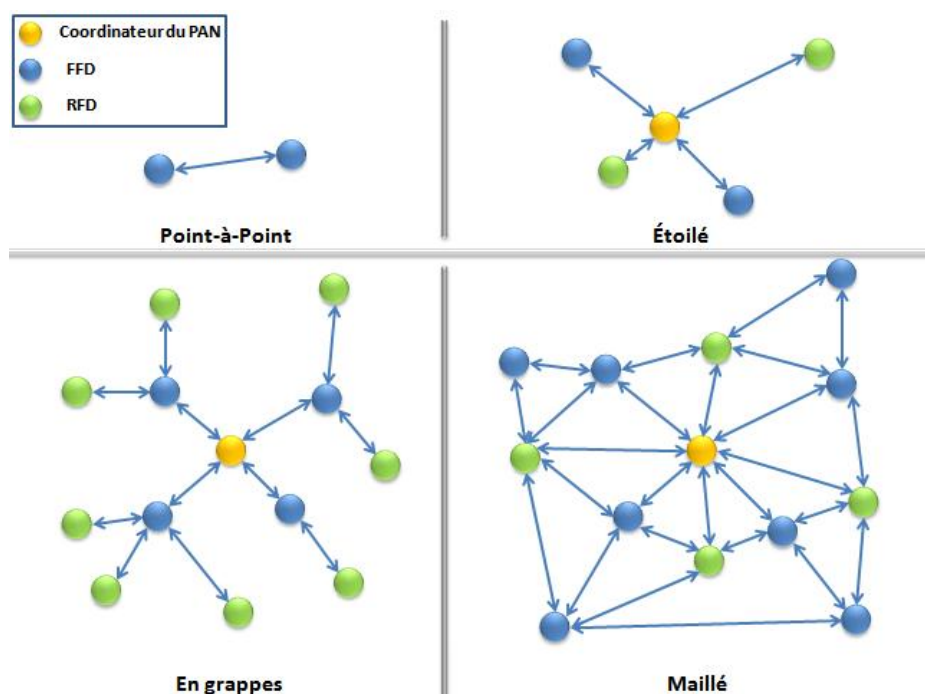 Coordinateur du PAN
FFD
RFD
Point-à-Point
Étoilé
En grappes
Maillé